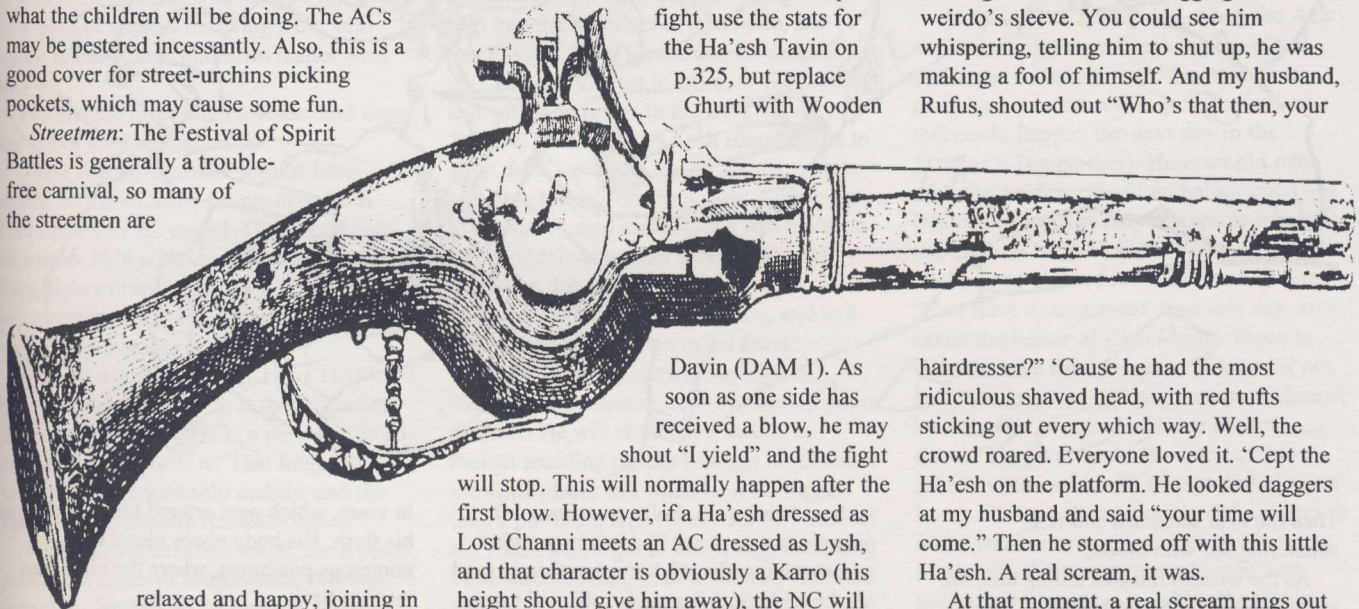 what the children will be doing. The ACs
may be pestered incessantly. Also, this is a
good cover for street-urchins picking
pockets, which may cause some fun.
Streetmen: The Festival of Spirit
Battles is generally a trouble-
free carnival, so many of
the streetmen are
relaxed and happy, joining in
fight, use the stats for
the Ha'esh Tavin on
p.325, but replace
Ghurti with Wooden
Davin (DAM 1). As
soon as one side has
received a blow, he may
shout “I yield” and the fight
will stop. This will normally happen after the
first blow. However, if a Ha'esh dressed as
Lost Channi meets an AC dressed as Lysh,
and that character is obviously a Karro (his
height should give him away), the NC will
weirdo's sleeve. You could see him
whispering, telling him to shut up, he was
making a fool of himself. And my husband,
Rufus, shouted out “Who's that then, your
hairdresser?” ‘Cause he had the most
ridiculous shaved head, with red tufts
sticking out every which way. Well, the
crowd roared. Everyone loved it. ‘Cept the
Ha'esh on the platform. He looked daggers
at my husband and said “your time will
come.” Then he stormed off with this little
Ha'esh. A real scream, it was.
At that moment, a real scream rings out